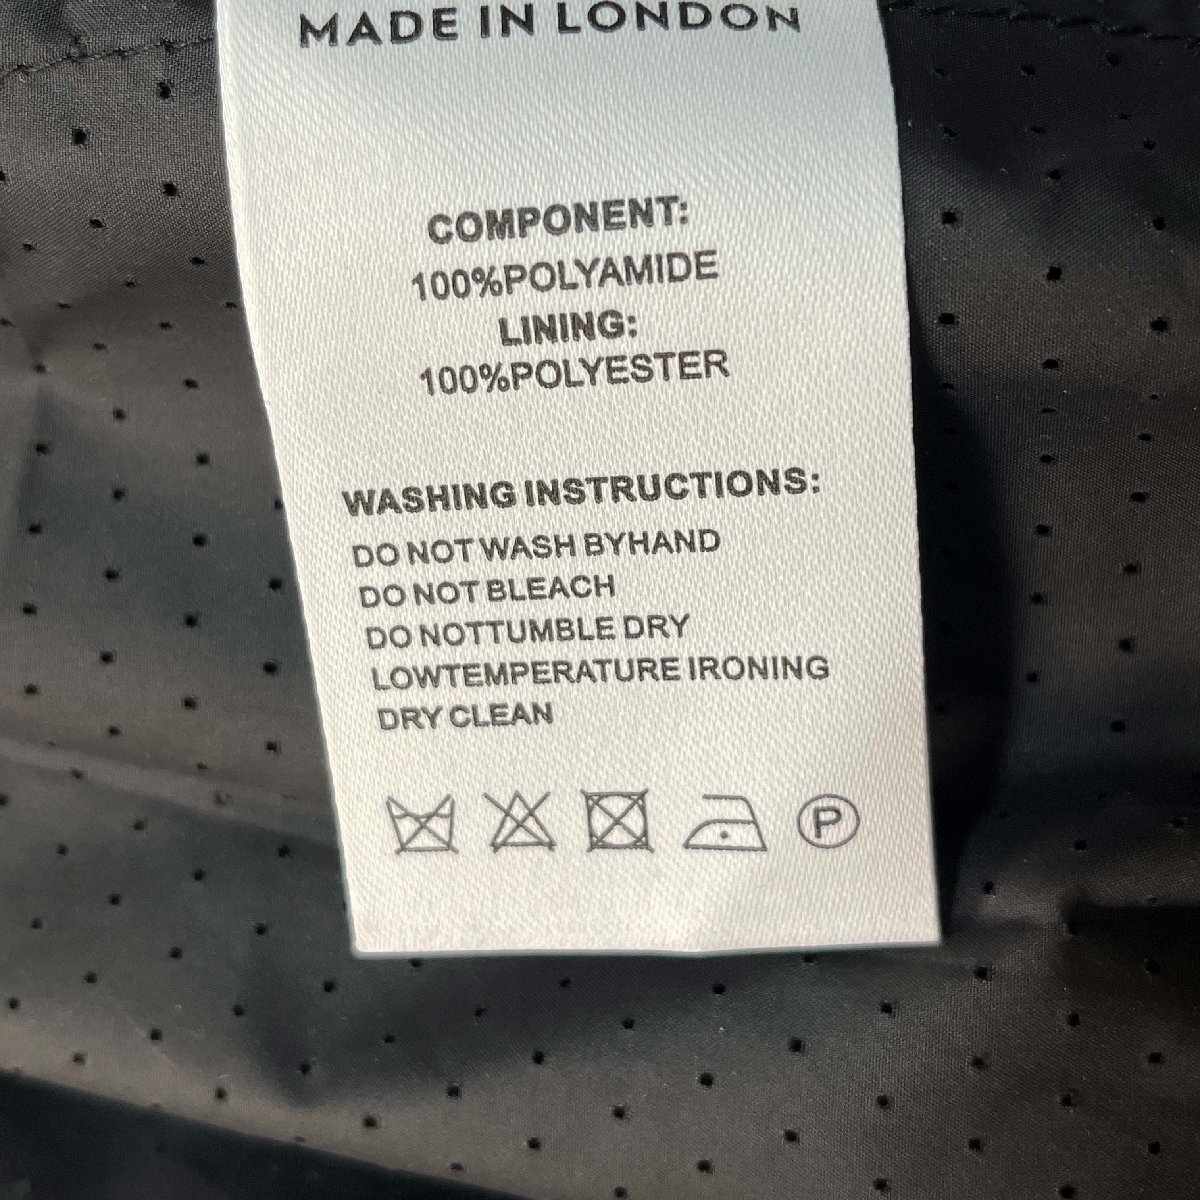 MADE IN LONDON
COMPONENT:
100%POLYAMIDE
LINING:
100%POLYESTER
WASHING INSTRUCTIONS:
DO NOT WASH BYHAND
DO NOT BLEACH
DO NOTTUMBLE DRY
LOWTEMPERATURE IRONING
DRY CLEAN
P